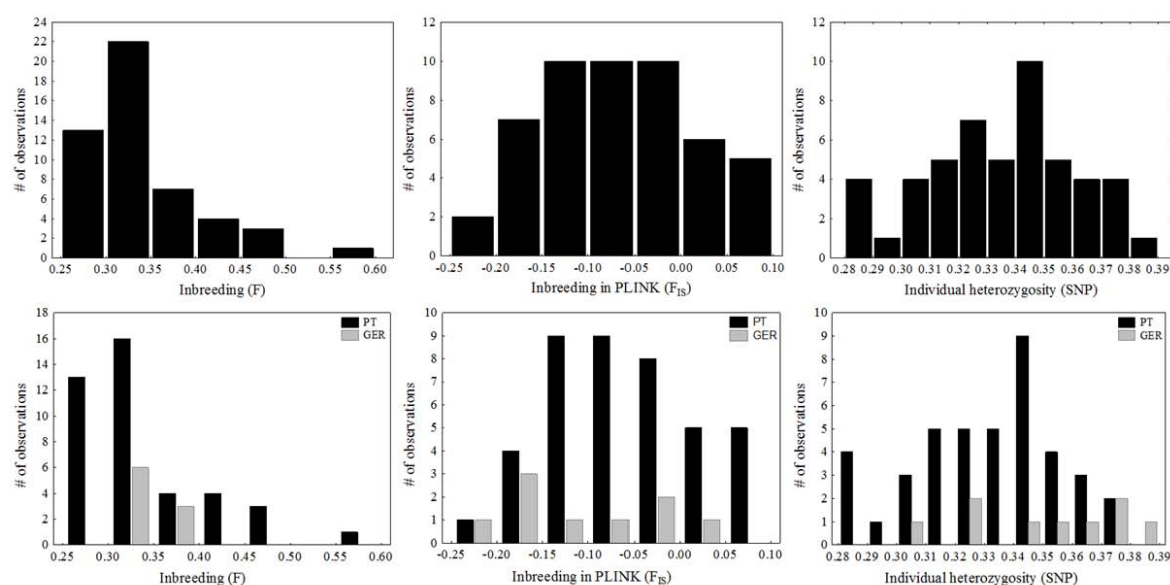 # of observations
24
22
20
18
16
14
12
10
8
6
4
2
0
0.25 0.30 0.35 0.40 0.45 0.50 0.55 0.60
Inbreeding (F)
# of observations
12
10
8
6
4
2
0
-0.25 -0.20 -0.15 -0.10 -0.05 0.00 0.05 0.10
Inbreeding in PLINK (FIS)
# of observations
12
10
8
6
4
2
0
0.28 0.29 0.30 0.31 0.32 0.33 0.34 0.35 0.36 0.37 0.38 0.39
Individual heterozygosity (SNP)
# of observations
18
16
14
12
10
8
6
4
2
0
PT
GER
0.25 0.30 0.35 0.40 0.45 0.50 0.55 0.60
Inbreeding (F)
# of observations
10
9
8
7
6
5
4
3
2
1
0
PT
GER
-0.25 -0.20 -0.15 -0.10 -0.05 0.00 0.05 0.10
Inbreeding in PLINK (FIS)
# of observations
10
9
8
7
6
5
4
3
2
1
0
PT
GER
0.28 0.29 0.30 0.31 0.32 0.33 0.34 0.35 0.36 0.37 0.38 0.39
Individual heterozygosity (SNP)